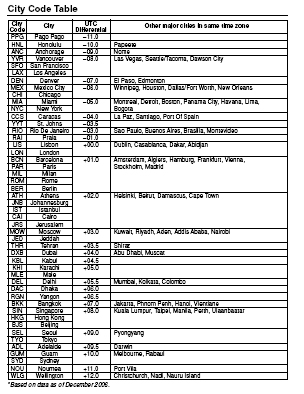 City Code Table
City Code City UTC Differential Other major cities in same time zone
PPG Pago Pago −11.0
HNL Honolulu −10.0 Papeete
ANC Anchorage −09.0 Nome
YVR Vancouver −08.0 Las Vegas, Seattle/Tacoma, Dawson City
SFO San Francisco
LAX Los Angeles
DEN Denver −07.0 El Paso, Edmonton
MEX Mexico City −06.0 Winnipeg, Houston, Dallas/Fort Worth, New Orleans
CHI Chicago
MIA Miami −05.0 Montreal, Detroit, Boston, Panama City, Havana, Lima,
NYC New York Bogota
CCS Caracas −04.0 La Paz, Santiago, Port Of Spain
YYT St. Johns −03.5
RIO Rio De Janeiro −03.0 Sao Paulo, Buenos Aires, Brasilia, Montevideo
RAI Praia −01.0
LIS Lisbon +00.0 Dublin, Casablanca, Dakar, Abidjan
LON London
BCN Barcelona +01.0 Amsterdam, Algiers, Hamburg, Frankfurt, Vienna,
PAR Paris Stockholm, Madrid
MIL Milan
ROM Rome
BER Berlin
ATH Athens +02.0 Helsinki, Beirut, Damascus, Cape Town
JNB Johannesburg
IST Istanbul
CAI Cairo
JRS Jerusalem
MOW Moscow +03.0 Kuwait, Riyadh, Aden, Addis Ababa, Nairobi
JED Jeddah
THR Tehran +03.5 Shiraz
DXB Dubai +04.0 Abu Dhabi, Muscat
KBL Kabul +04.5
KHI Karachi +05.0
MLE Male
DEL Delhi +05.5 Mumbai, Kolkata, Colombo
DAC Dhaka +06.0
RGN Yangon +06.5
BKK Bangkok +07.0 Jakarta, Phnom Penh, Hanoi, Vientiane
SIN Singapore +08.0 Kuala Lumpur, Taipei, Manila, Perth, Ulaanbaatar
HKG Hong Kong
BJS Beijing
SEL Seoul +09.0 Pyongyang
TYO Tokyo
ADL Adelaide +09.5 Darwin
GUM Guam +10.0 Melbourne, Rabaul
SYD Sydney
NOU Noumea +11.0 Port Vila
WLG Wellington +12.0 Christchurch, Nadi, Nauru Island
*Based on data as of December 2006.